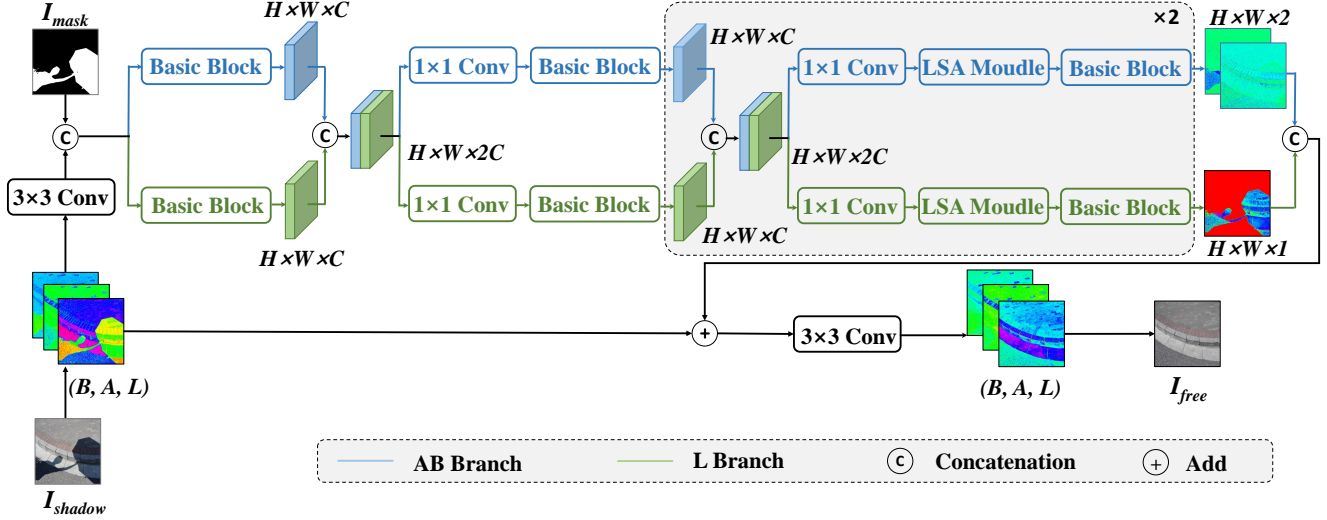 I_mask
H×W×C
×2
H×W×2
H×W×C
Basic Block
1×1 Conv
Basic Block
1×1 Conv
LSA Moudle
Basic Block
C
C
C
C
H×W×2C
H×W×2C
3×3 Conv
Basic Block
1×1 Conv
Basic Block
1×1 Conv
LSA Moudle
Basic Block
H×W×C
H×W×C
H×W×1
+
3×3 Conv
(B, A, L)
(B, A, L)
I_free
I_shadow
AB Branch
L Branch
C
Concatenation
+
Add